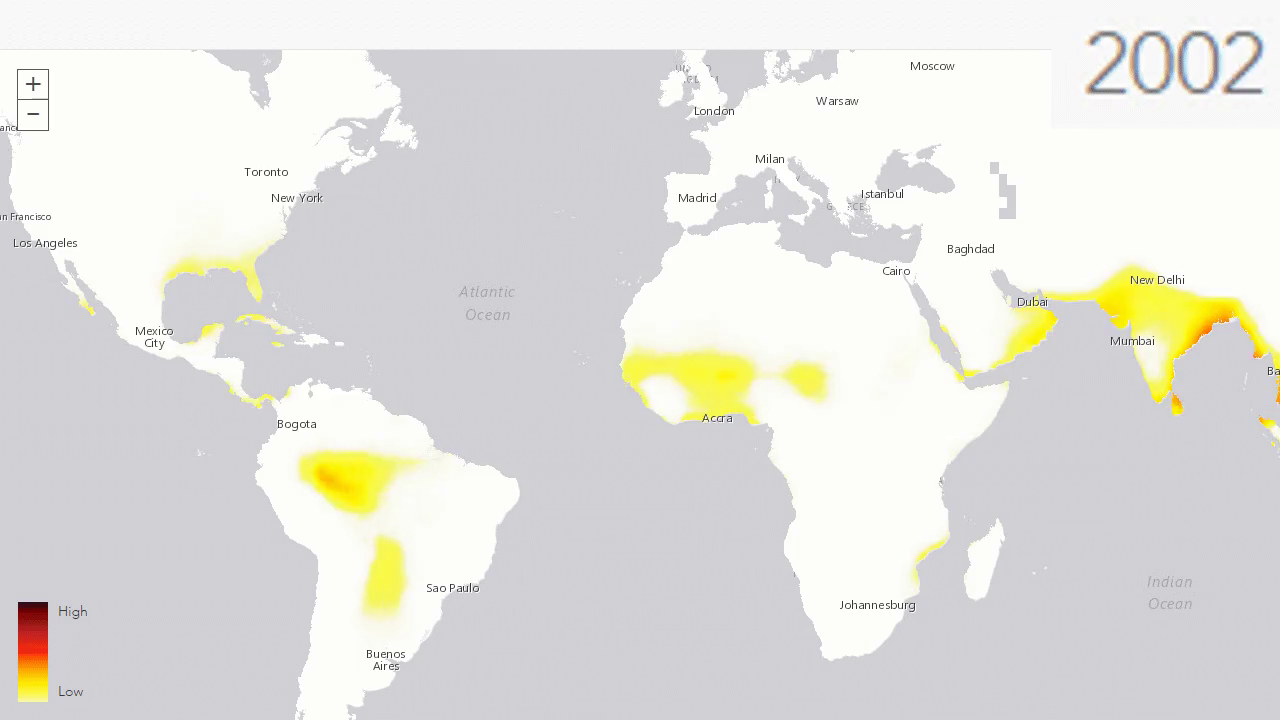 2002
+
−
Moscow
Warsaw
London
Toronto
Milan
New York
Madrid
Istanbul
n Francisco
Los Angeles
Baghdad
Cairo
New Delhi
Atlantic
Ocean
Dubai
Mexico
City
Mumbai
Ba
Accra
Bogota
Sao Paulo
Indian
Ocean
Johannesburg
High
Buenos
Aires
Low